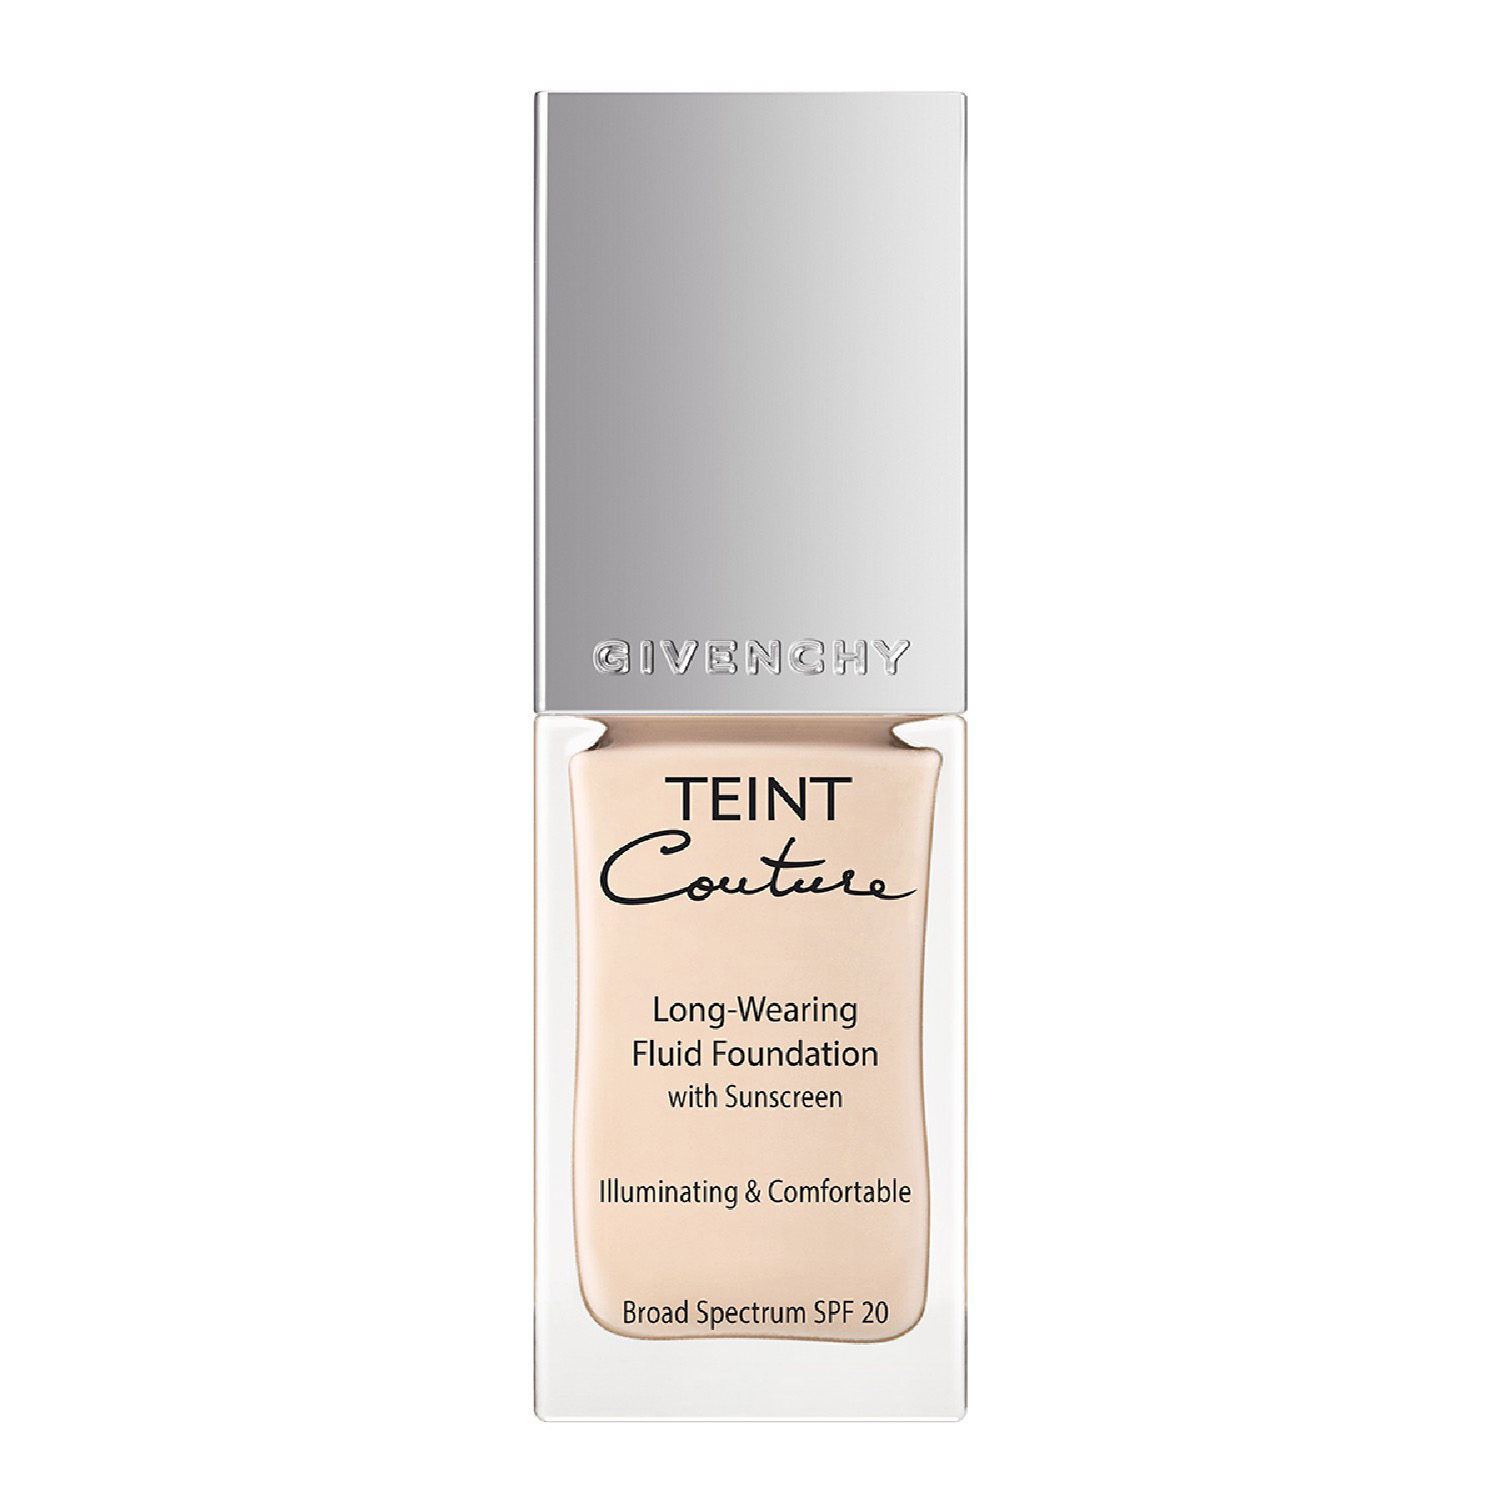 GIVENCHY
TEINT
Couture
Long-Wearing
Fluid Foundation
with Sunscreen
Illuminating & Comfortable
Broad Spectrum SPF 20